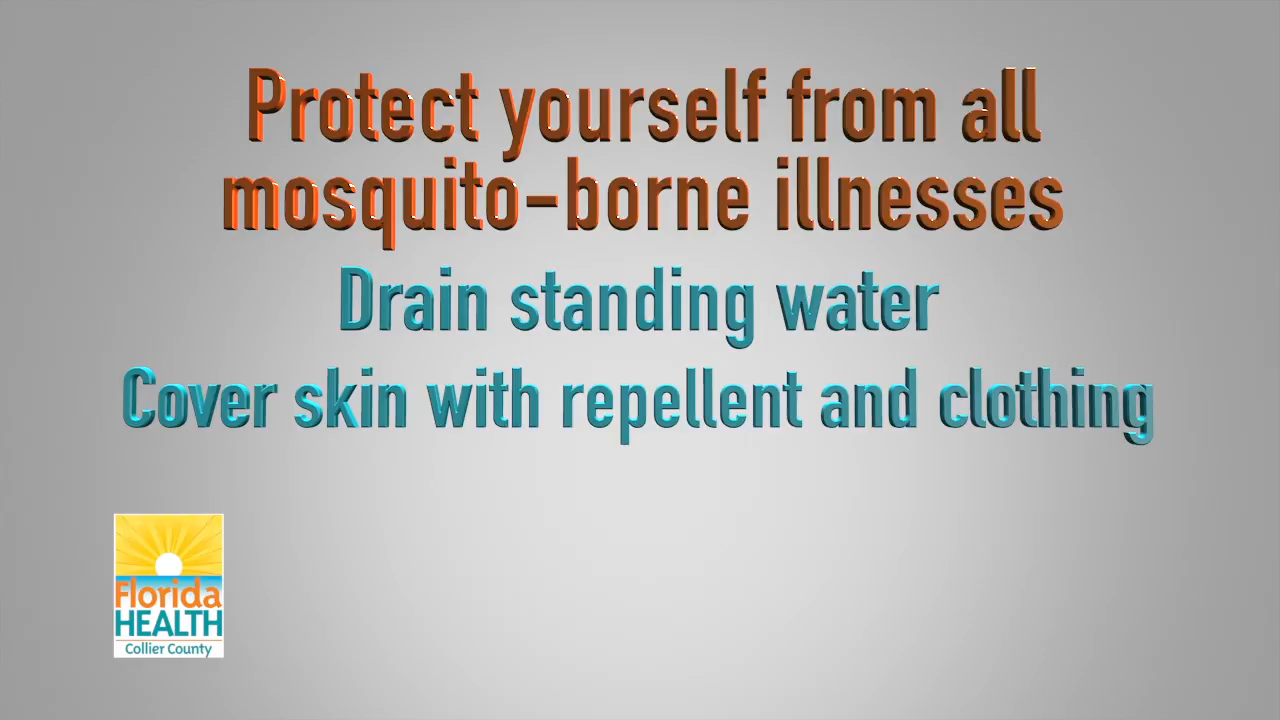 Protect yourself from all
mosquito-borne illnesses
Drain standing water
Cover skin with repellent and clothing
Florida
HEALTH
Collier County